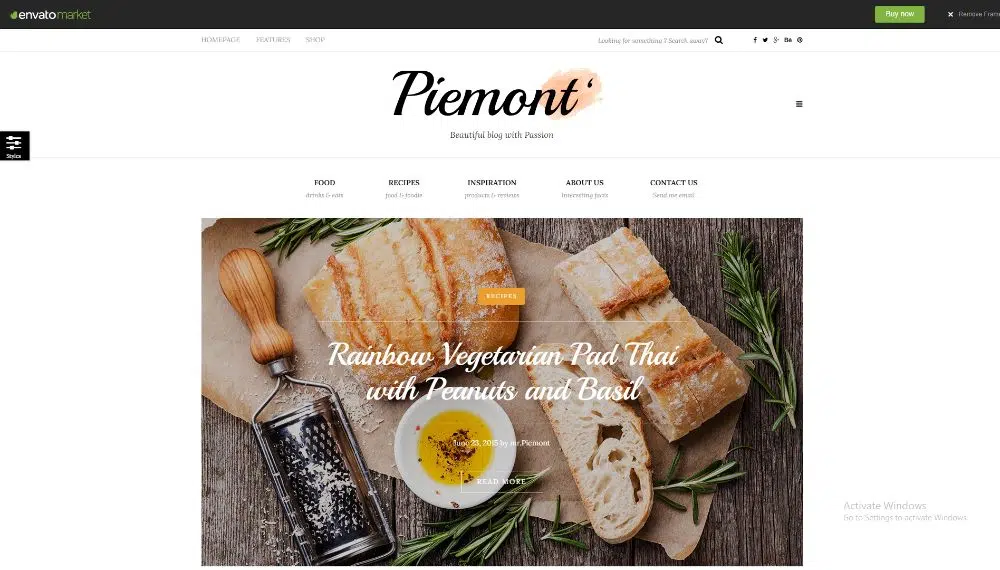 envatomarket
Buy now
✕ Remove Frame
HOMEPAGE FEATURES SHOP
Looking for something ? Search away!
Piemont‘
Beautiful blog with Passion
Styles
FOOD RECIPES INSPIRATION ABOUT US CONTACT US
drinks & eats food & foodie products & reviews Interesting facts Send me email
RECIPES
Rainbow Vegetarian Pad Thai
with Peanuts and Basil
June 23, 2015 by mr.Piemont
READ MORE
Activate Windows
Go to Settings to activate Windows.